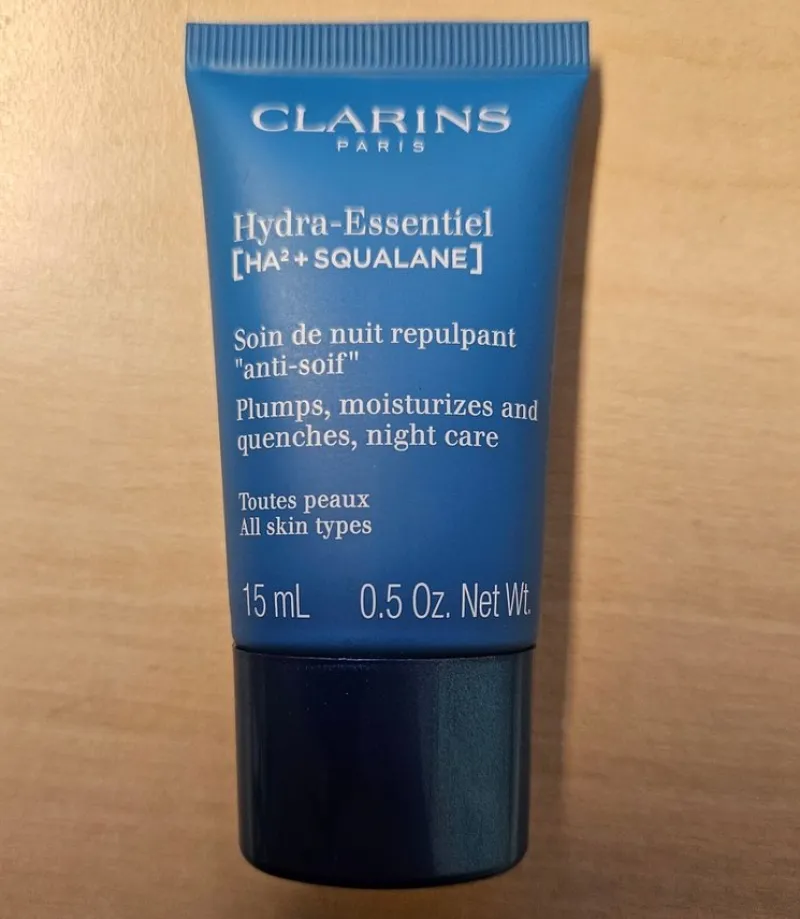 CLARINS
PARIS
Hydra-Essentiel
[HA² + SQUALANE]
Soin de nuit repulpant
"anti-soif"
Plumps, moisturizes and
quenches, night care
Toutes peaux
All skin types
15 mL 0.5 Oz. Net Wt.